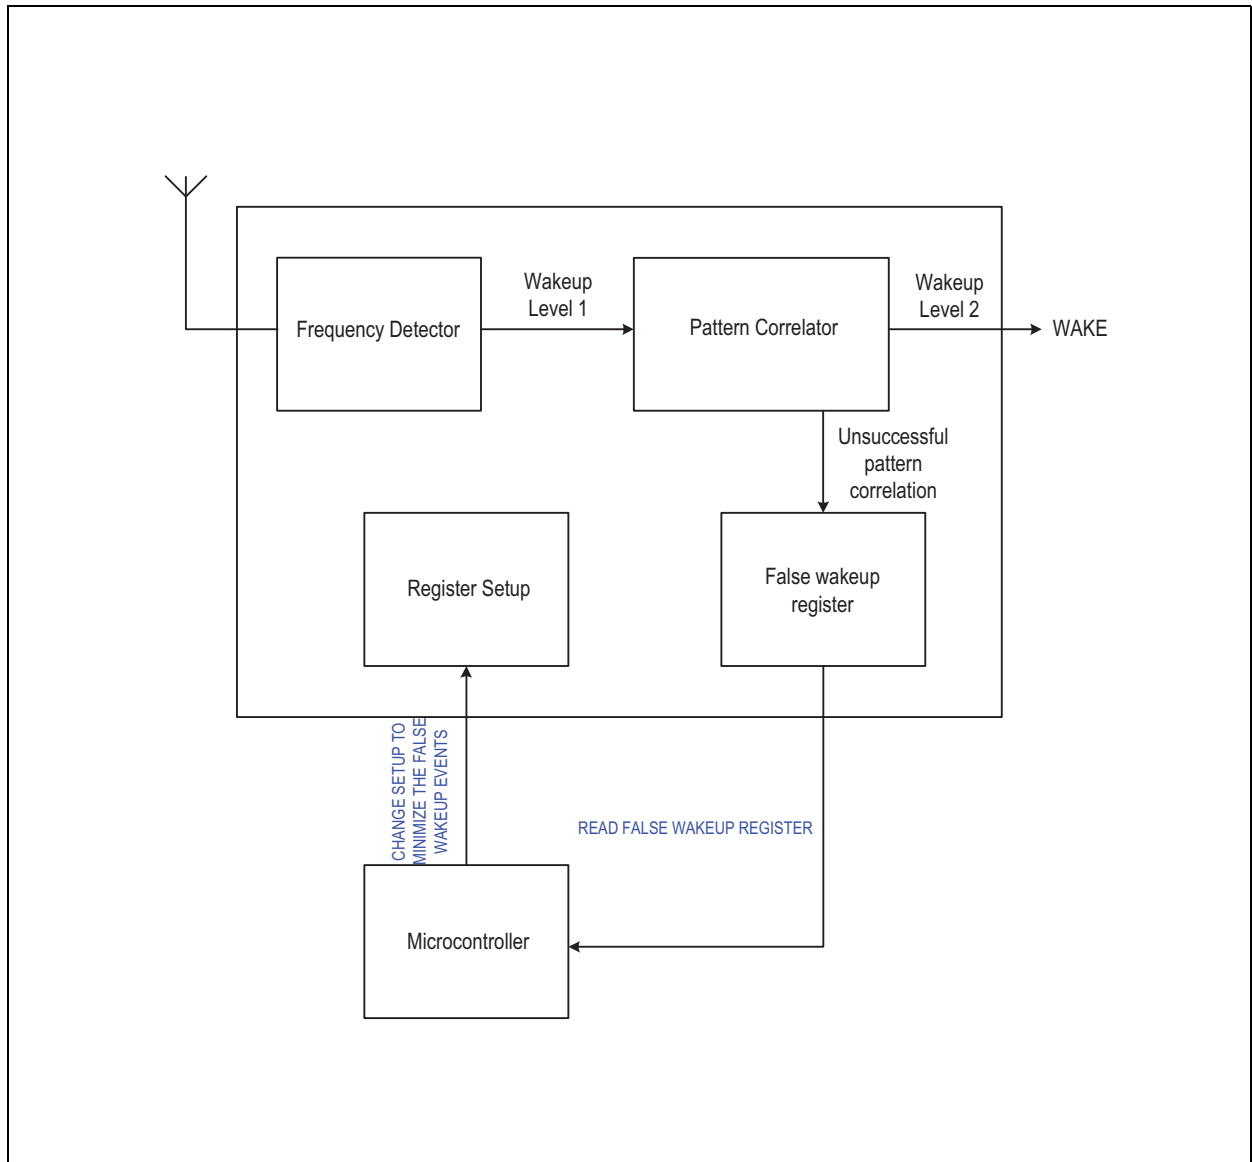 Wakeup
Level 1
Wakeup
Level 2
Frequency Detector
Pattern Correlator
WAKE
Unsuccessful
pattern
correlation
Register Setup
False wakeup
register
CHANGE SETUP TO
MINIMIZE THE FALSE
WAKEUP EVENTS
READ FALSE WAKEUP REGISTER
Microcontroller